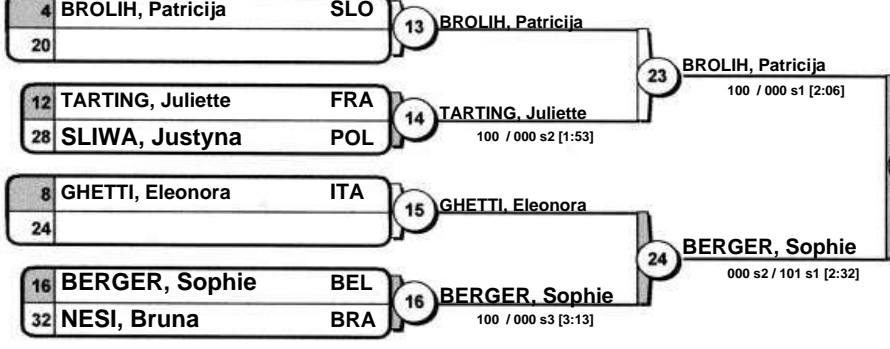 4 BROLIH, Patricija SLO
20
13 BROLIH, Patricija
12 TARTING, Juliette FRA
28 SLIWA, Justyna POL
14 TARTING, Juliette
100 / 000 s2 [1:53]
23 BROLIH, Patricija
100 / 000 s1 [2:06]
8 GHETTI, Eleonora ITA
24
15 GHETTI, Eleonora
16 BERGER, Sophie BEL
32 NESI, Bruna BRA
16 BERGER, Sophie
100 / 000 s3 [3:13]
24 BERGER, Sophie
000 s2 / 101 s1 [2:32]